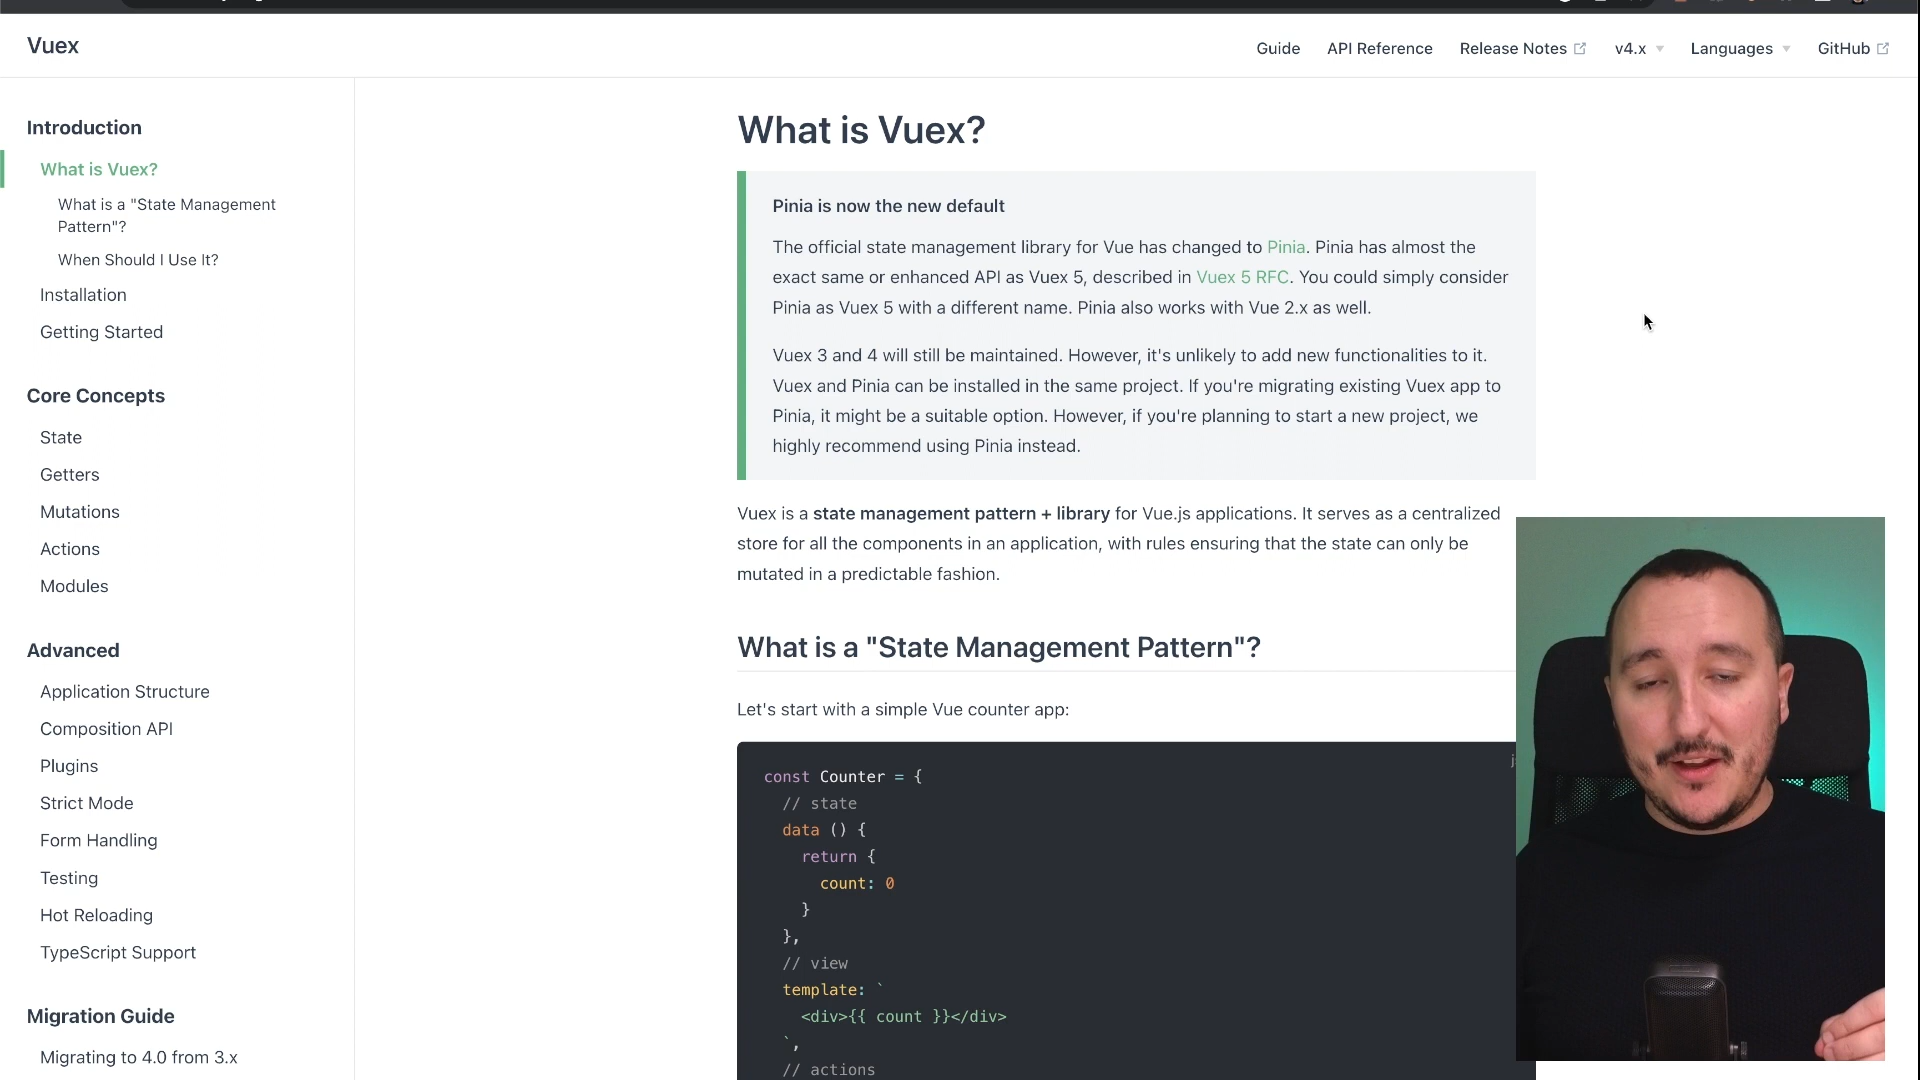 Vuex
Guide
API Reference
Release Notes
v4.x
Languages
GitHub
Introduction
What is Vuex?
What is a "State Management
Pattern"?
When Should I Use It?
Installation
Getting Started
Core Concepts
State
Getters
Mutations
Actions
Modules
Advanced
Application Structure
Composition API
Plugins
Strict Mode
Form Handling
Testing
Hot Reloading
TypeScript Support
Migration Guide
Migrating to 4.0 from 3.x
What is Vuex?
Pinia is now the new default
The official state management library for Vue has changed to Pinia. Pinia has almost the
exact same or enhanced API as Vuex 5, described in Vuex 5 RFC. You could simply consider
Pinia as Vuex 5 with a different name. Pinia also works with Vue 2.x as well.
Vuex 3 and 4 will still be maintained. However, it's unlikely to add new functionalities to it.
Vuex and Pinia can be installed in the same project. If you're migrating existing Vuex app to
Pinia, it might be a suitable option. However, if you're planning to start a new project, we
highly recommend using Pinia instead.
Vuex is a state management pattern + library for Vue.js applications. It serves as a centralized
store for all the components in an application, with rules ensuring that the state can only be
mutated in a predictable fashion.
What is a "State Management Pattern"?
Let's start with a simple Vue counter app:
const Counter = {
// state
data () {
return {
count: 0
}
},
// view
template: `
<div>{{ count }}</div>
`,
// actions